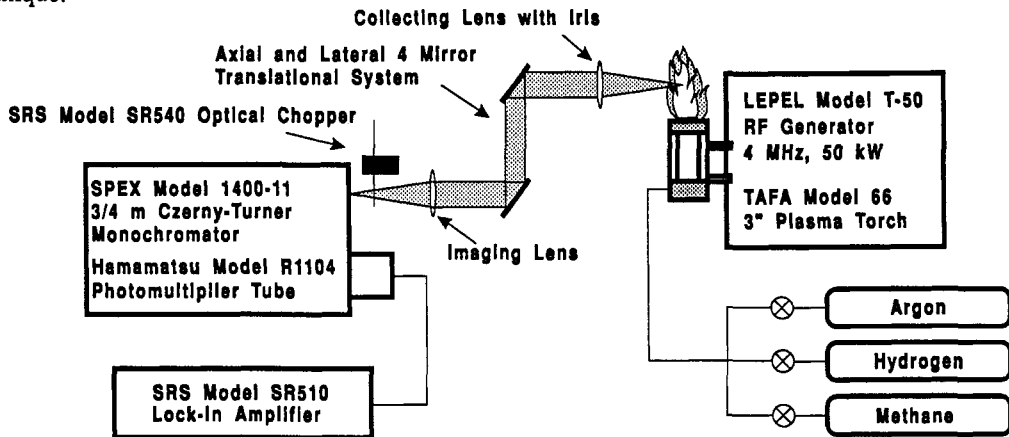 nique.
Collecting Lens with Iris
Axial and Lateral 4 Mirror
Translational System
SRS Model SR540 Optical Chopper
LEPEL Model T-50
RF Generator
4 MHz, 50 kW
TAFA Model 66
3" Plasma Torch
SPEX Model 1400-11
3/4 m Czerny-Turner
Monochromator
Hamamatsu Model R1104
Photomultiplier Tube
Imaging Lens
SRS Model SR510
Lock-in Amplifier
Argon
Hydrogen
Methane